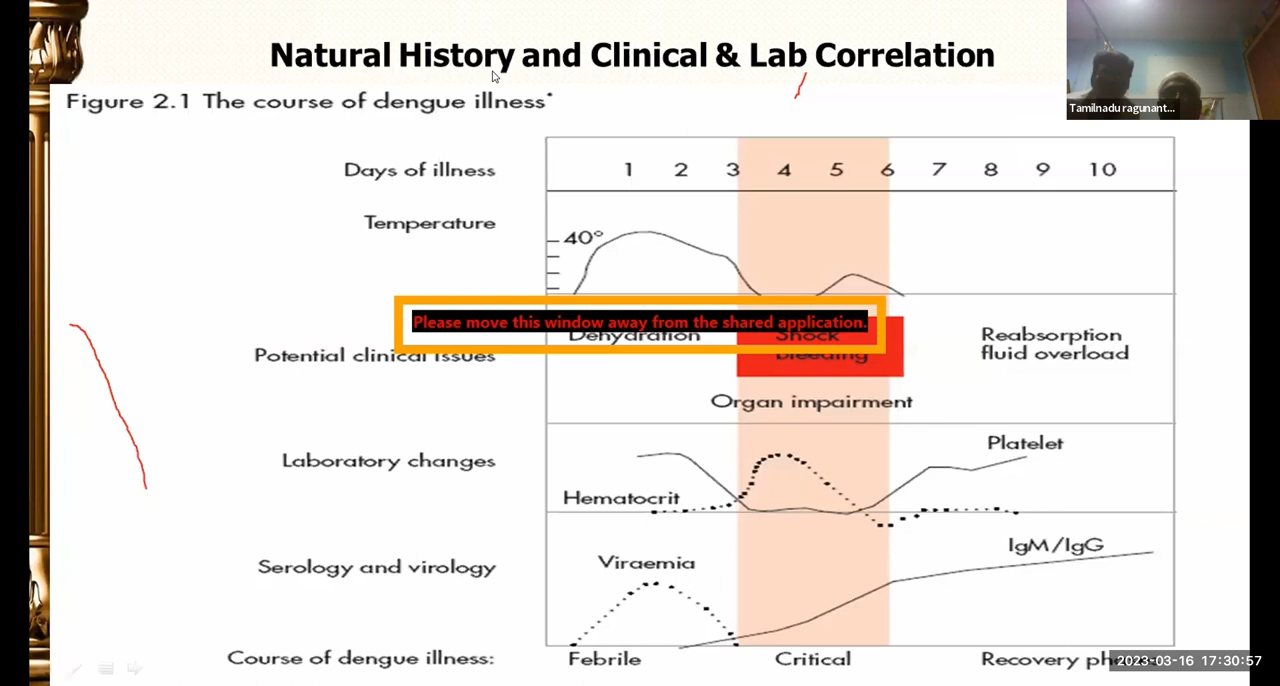 Natural History and Clinical & Lab Correlation
Tamilnadu ragunant...
Figure 2.1 The course of dengue illness*
Days of illness 1 2 3 4 5 6 7 8 9 10
Temperature 40°
Please move this window away from the shared application.
Potential clinical issues Dehydration Shock bleeding Reabsorption fluid overload
Organ impairment
Laboratory changes Platelet
Hematocrit
Serology and virology Viraemia IgM/IgG
Course of dengue illness: Febrile Critical Recovery
2023-03-16 17:30:57